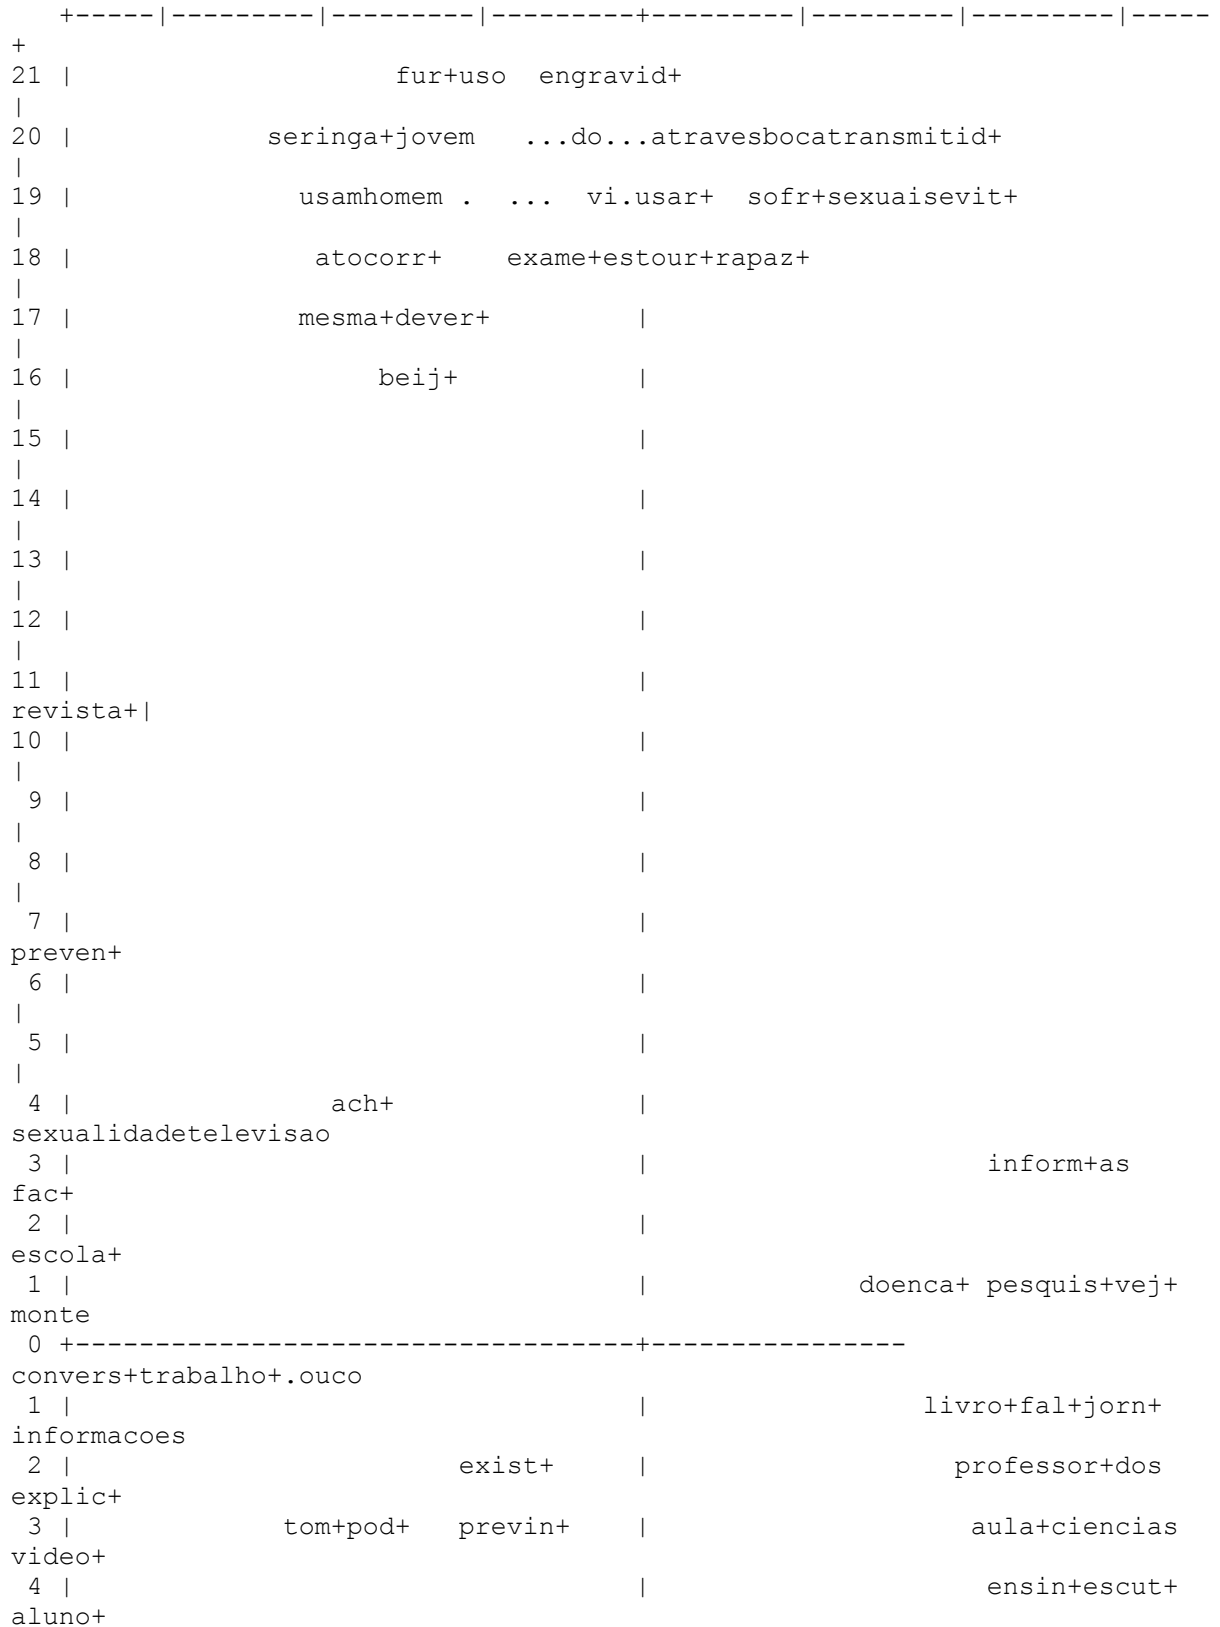 +-----|---------|---------|---------+---------|---------|---------|-----
+
21 |                    fur+uso  engravid+
|
20 |            seringa+jovem   ...do...atravesbocatransmitid+
|
19 |              usamhomem .  ...  vi.usar+  sofr+sexuaisevit+
|
18 |               atocorr+    exame+estour+rapaz+
|
17 |              mesma+dever+         |
|
16 |                   beij+           |
|
15 |                                   |
|
14 |                                   |
|
13 |                                   |
|
12 |                                   |
|
11 |                                   |
revista+|
10 |                                   |
|
 9 |                                   |
|
 8 |                                   |
|
 7 |                                   |
preven+
 6 |                                   |
|
 5 |                                   |
|
 4 |                ach+               |
sexualidadetelevisao
 3 |                                   |                     inform+as
fac+
 2 |                                   |
escola+
 1 |                                   |             doenca+ pesquis+vej+
monte
 0 +-----------------------------------+----------------
convers+trabalho+.ouco
 1 |                                   |                 livro+fal+jorn+
informacoes
 2 |                        exist+     |                   professor+dos
explic+
 3 |             tom+pod+   previn+    |                    aula+ciencias
video+
 4 |                                   |                     ensin+escut+
aluno+